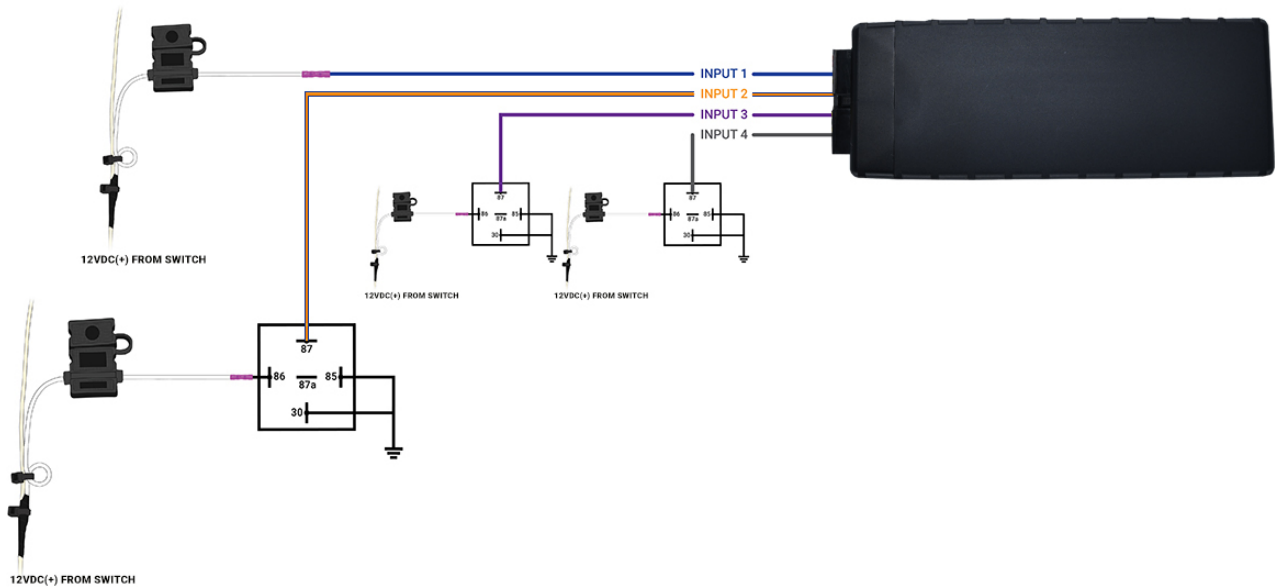 INPUT 1
INPUT 2
INPUT 3
INPUT 4
87
86
87a
85
30
12VDC(+) FROM SWITCH
87
86
87a
85
30
12VDC(+) FROM SWITCH
12VDC(+) FROM SWITCH
87
86
87a
85
30
12VDC(+) FROM SWITCH